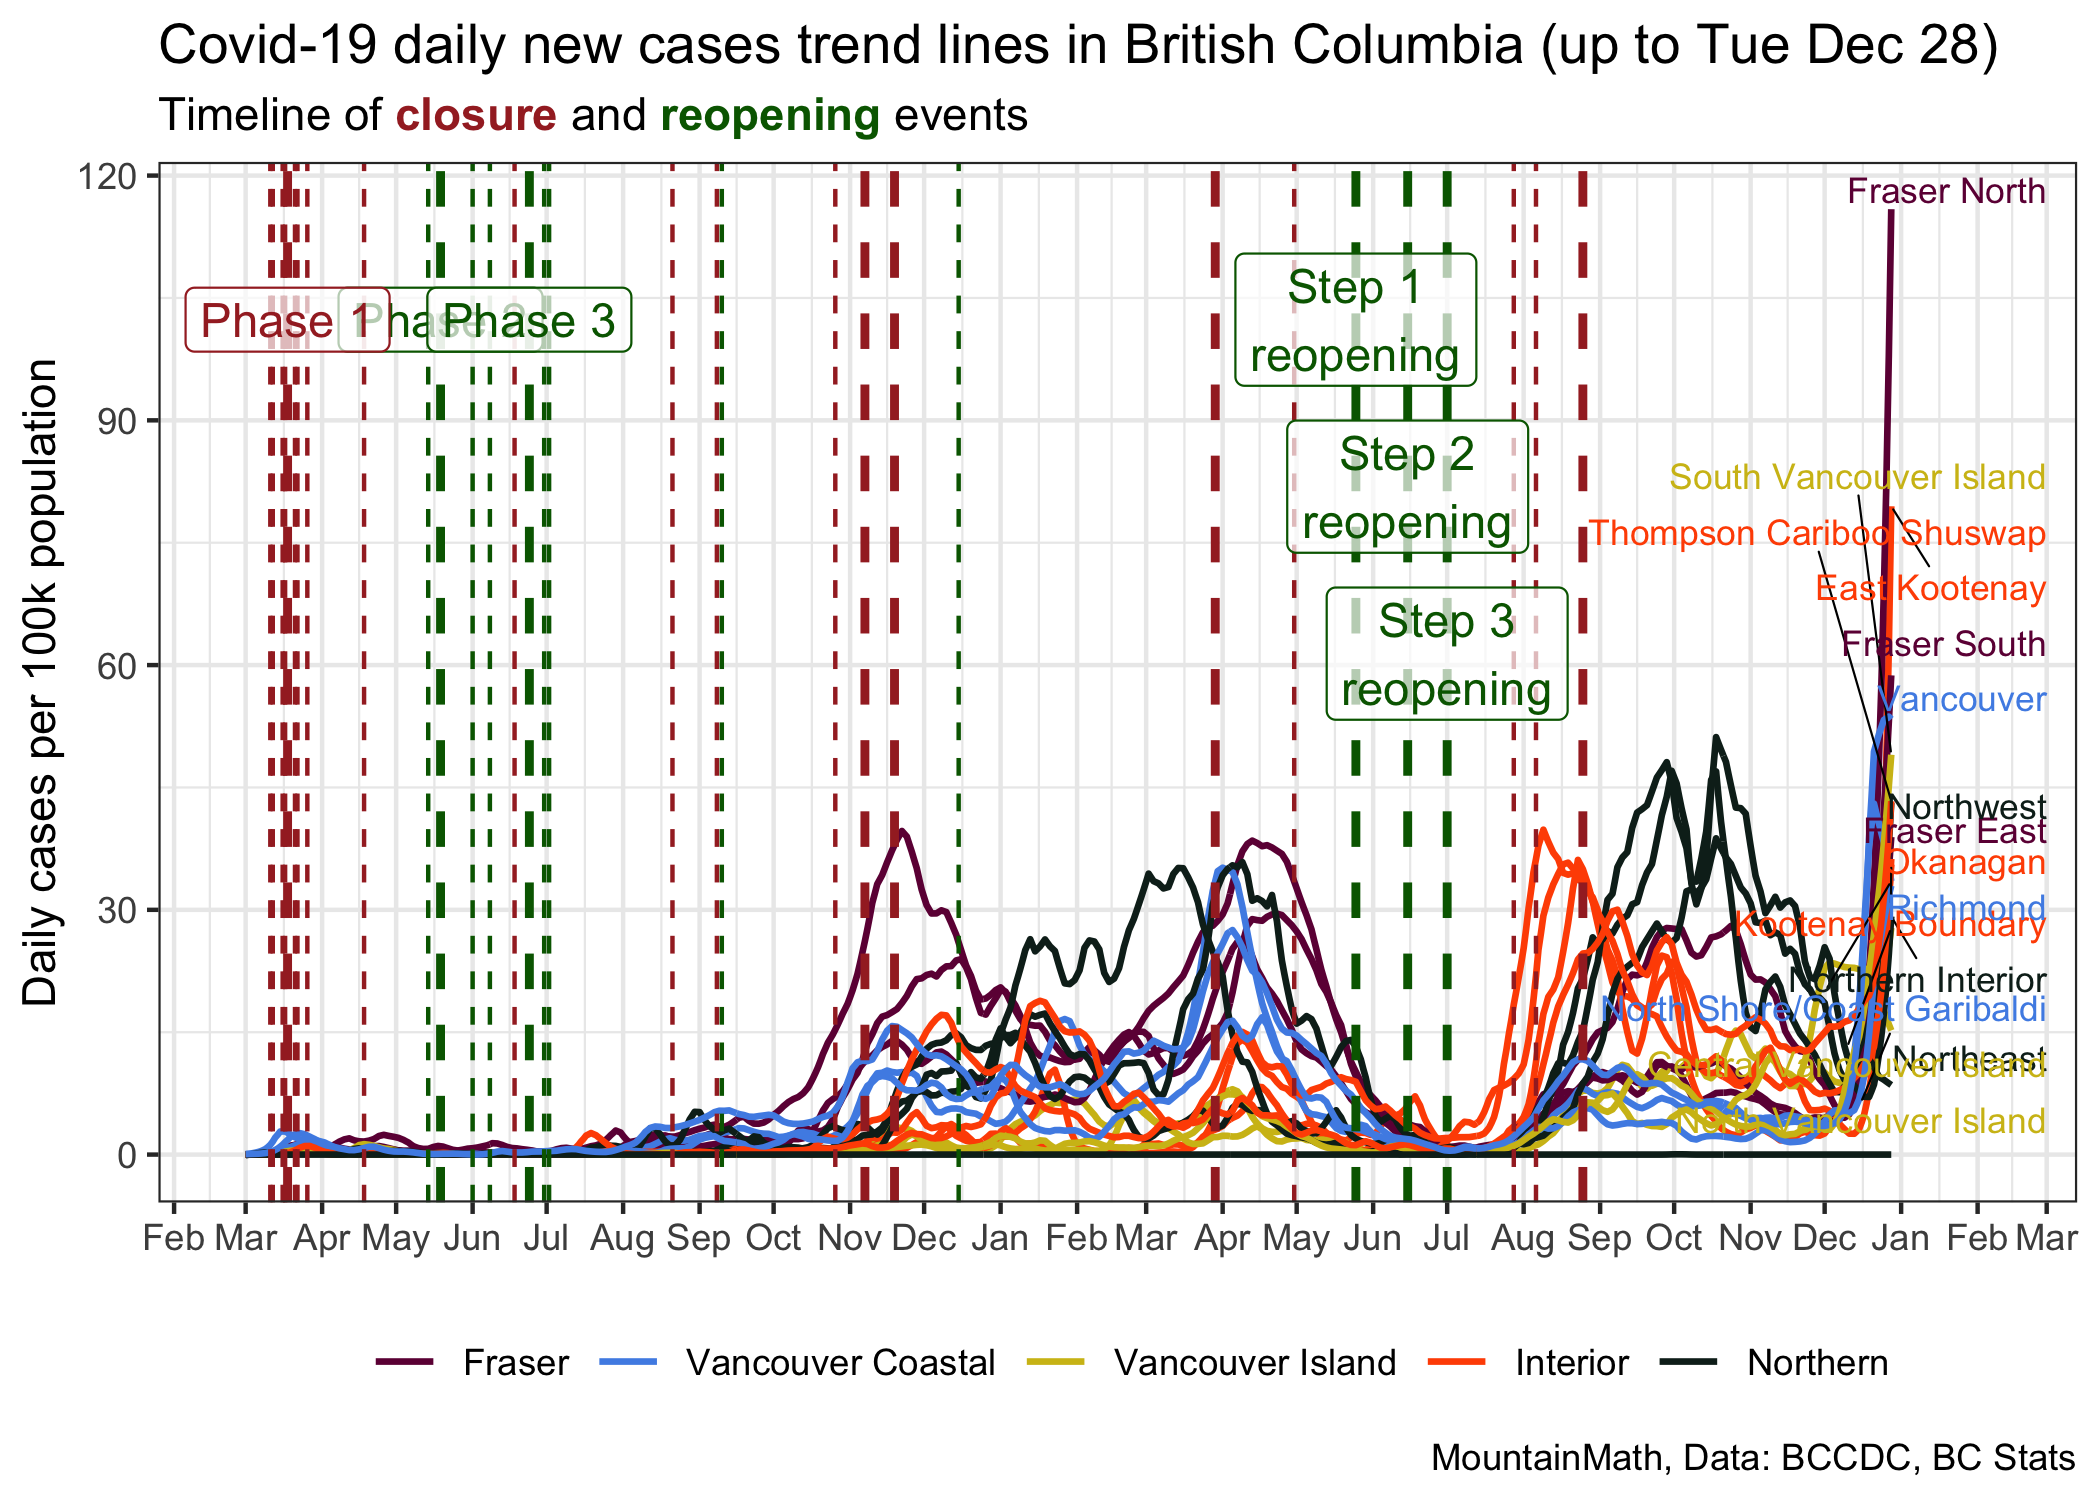 Covid-19 daily new cases trend lines in British Columbia (up to Tue Dec 28)
Timeline of closure and reopening events
Daily cases per 100k population
120
90
60
30
0
Phase 1
Phase 2
Phase 3
Step 1
reopening
Step 2
reopening
Step 3
reopening
Fraser North
South Vancouver Island
Thompson Cariboo Shuswap
East Kootenay
Fraser South
Vancouver
Northwest
Fraser East
Okanagan
Richmond
Kootenay Boundary
Northern Interior
North Shore/Coast Garibaldi
Northeast
Central Vancouver Island
North Vancouver Island
Feb Mar Apr May Jun Jul Aug Sep Oct Nov Dec Jan Feb Mar Apr May Jun Jul Aug Sep Oct Nov Dec Jan Feb Mar
Fraser Vancouver Coastal Vancouver Island Interior Northern
MountainMath, Data: BCCDC, BC Stats